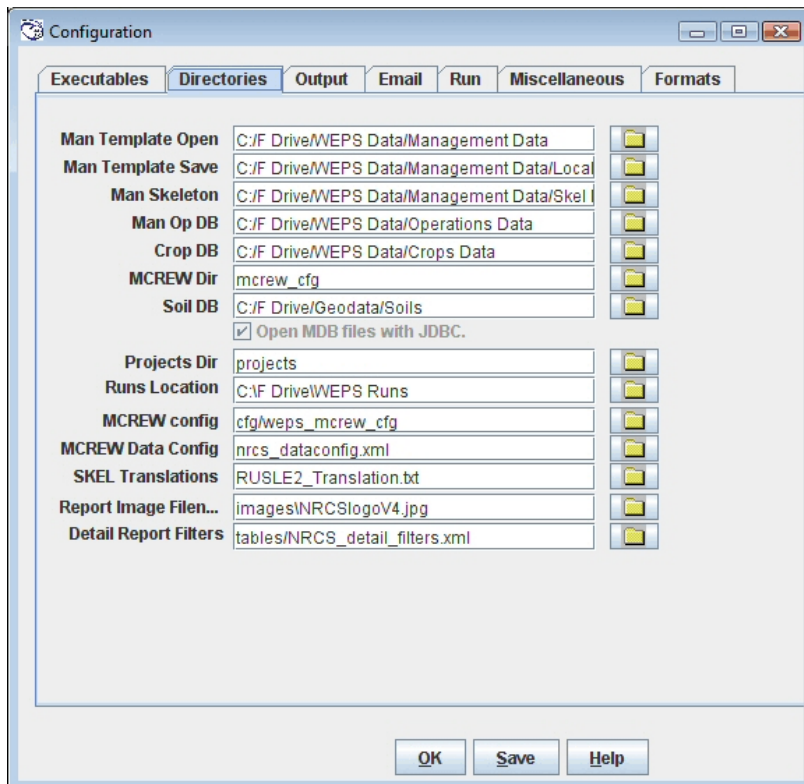 Configuration
Executables Directories Output Email Run Miscellaneous Formats
Man Template Open C:/F Drive/WEPS Data/Management Data
Man Template Save C:/F Drive/WEPS Data/Management Data/Local
Man Skeleton C:/F Drive/WEPS Data/Management Data/Skel
Man Op DB C:/F Drive/WEPS Data/Operations Data
Crop DB C:/F Drive/WEPS Data/Crops Data
MCREW Dir mcrew_cfg
Soil DB C:/F Drive/Geodata/Soils
Open MDB files with JDBC.
Projects Dir projects
Runs Location C:\F Drive\WEPS Runs
MCREW config cfg/weps_mcrew_cfg
MCREW Data Config nrcs_dataconfig.xml
SKEL Translations RUSLE2_Translation.txt
Report Image Filen... images\NRCSlogoV4.jpg
Detail Report Filters tables/NRCS_detail_filters.xml
OK Save Help